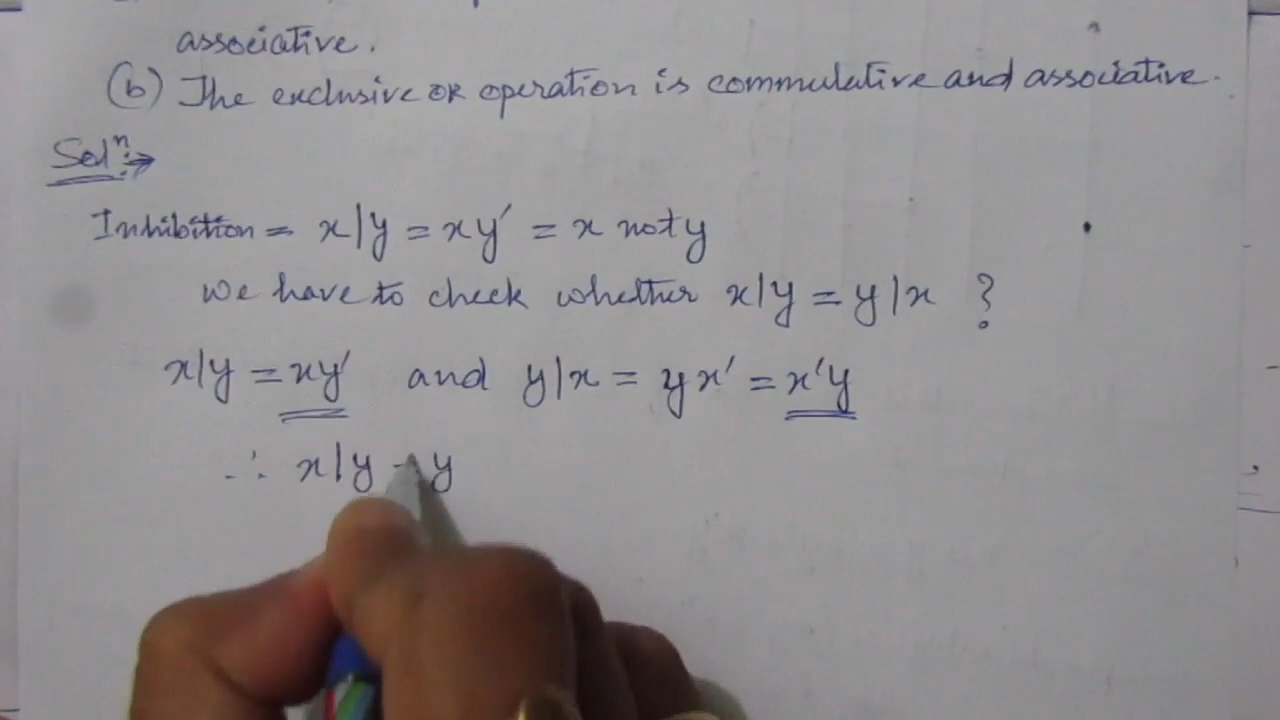 associative.
(b) The exclusive OR operation is commulative and associative.
Solⁿ:→
Inhibition = x/y = xy' = x not y
We have to check whether x/y = y/x ?
x/y = xy' and y/x = yx' = x'y
∴ x/y y